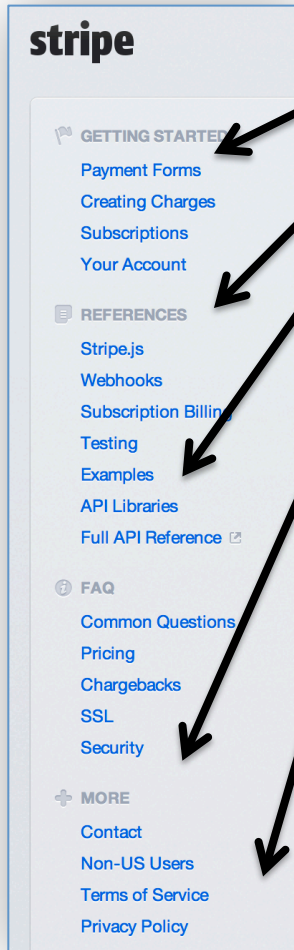 stripe
GETTING STARTED
Payment Forms
Creating Charges
Subscriptions
Your Account
REFERENCES
Stripe.js
Webhooks
Subscription Billing
Testing
Examples
API Libraries
Full API Reference
FAQ
Common Questions
Pricing
Chargebacks
SSL
Security
MORE
Contact
Non-US Users
Terms of Service
Privacy Policy